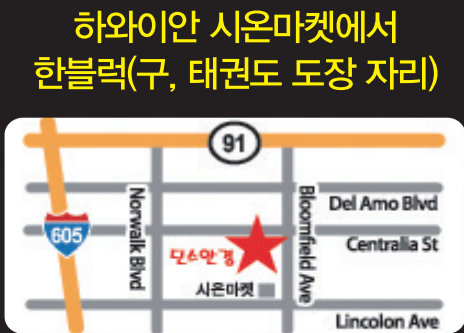 하와이안 시온마켓에서
한블럭(구, 태권도 도장 자리)
91
Del Amo Blvd
605
Norwalk Blvd
Bloomfield Ave
Centralia St
단스안경
시온마켓
Lincolon Ave